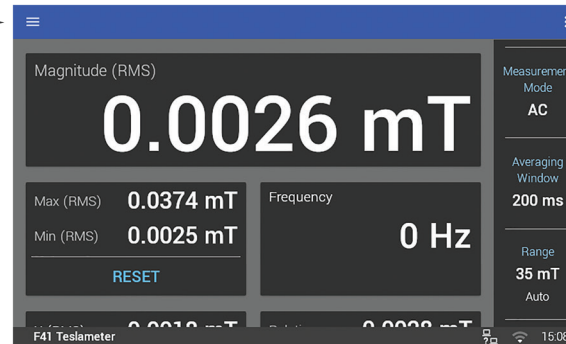 Magnitude (RMS)
0.0026 mT
Max (RMS) 0.0374 mT
Min (RMS) 0.0025 mT
RESET
Frequency
0 Hz
Measurement
Mode
AC
Averaging
Window
200 ms
Range
35 mT
Auto
F41 Teslameter
15:08